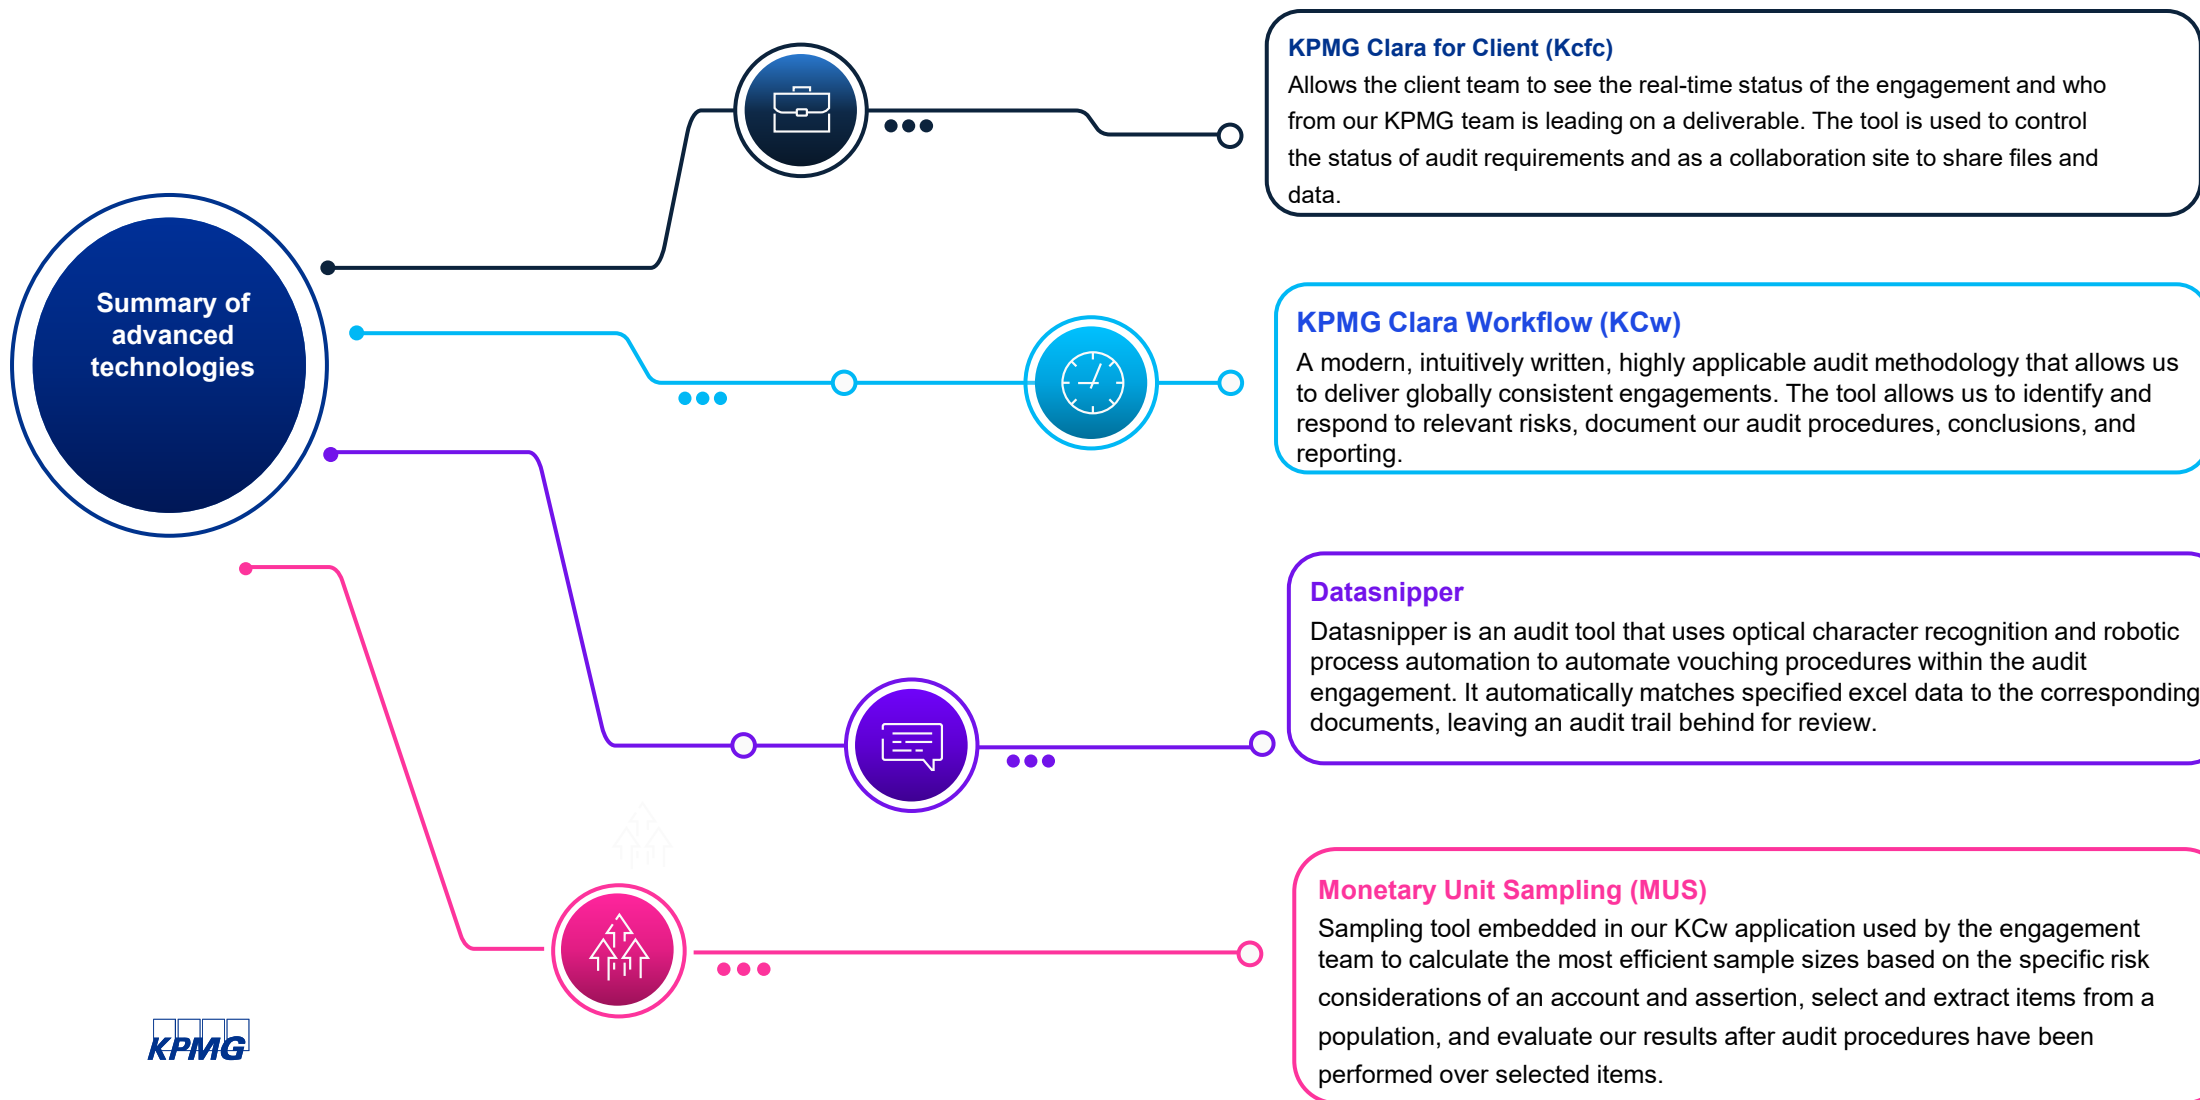 Summary of
advanced
technologies
KPMG Clara for Client (Kcfc)
Allows the client team to see the real-time status of the engagement and who
from our KPMG team is leading on a deliverable. The tool is used to control
the status of audit requirements and as a collaboration site to share files and
data.
KPMG Clara Workflow (KCw)
A modern, intuitively written, highly applicable audit methodology that allows us
to deliver globally consistent engagements. The tool allows us to identify and
respond to relevant risks, document our audit procedures, conclusions, and
reporting.
Datasnipper
Datasnipper is an audit tool that uses optical character recognition and robotic
process automation to automate vouching procedures within the audit
engagement. It automatically matches specified excel data to the corresponding
documents, leaving an audit trail behind for review.
Monetary Unit Sampling (MUS)
Sampling tool embedded in our KCw application used by the engagement
team to calculate the most efficient sample sizes based on the specific risk
considerations of an account and assertion, select and extract items from a
population, and evaluate our results after audit procedures have been
performed over selected items.
KPMG